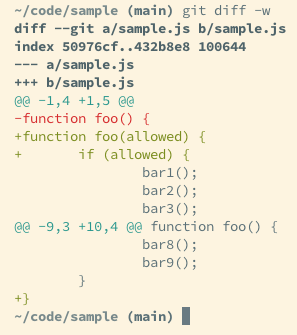 ~/code/sample (main) git diff -w
diff --git a/sample.js b/sample.js
index 50976cf..432b8e8 100644
--- a/sample.js
+++ b/sample.js
@@ -1,4 +1,5 @@
-function foo() {
+function foo(allowed) {
+       if (allowed) {
                bar1();
                bar2();
                bar3();
@@ -9,3 +10,4 @@ function foo() {
                bar8();
                bar9();
        }
+}
~/code/sample (main)